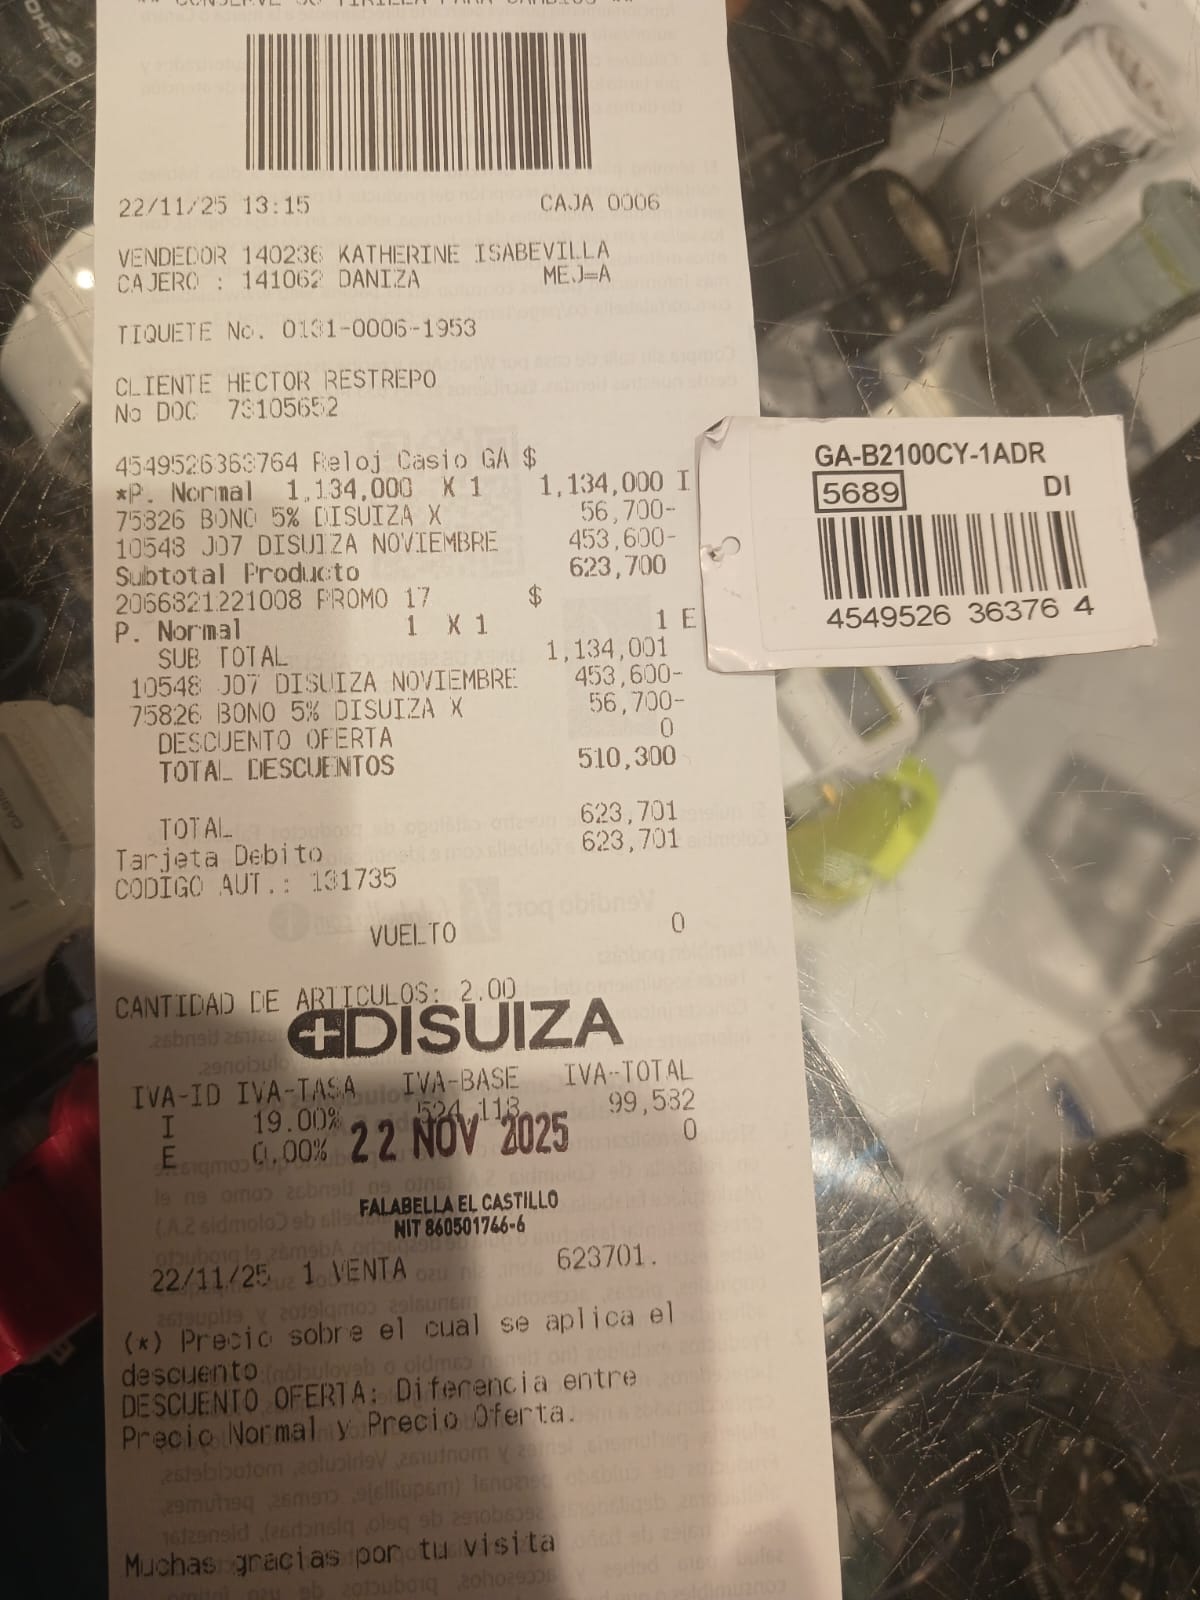 ** CONSERVE SU TIRILLA PARA CAMBIOS **
22/11/25 13:15 CAJA 0006
VENDEDOR 140236 KATHERINE ISABEVILLA
CAJERO : 141062 DANIZA MEJ=A
TIQUETE No. 0131-0006-1953
CLIENTE HECTOR RESTREPO
No DOC 73105652
4549526363764 Reloj Casio GA $
*P. Normal 1,134,000 X 1 1,134,000 I
75826 BONO 5% DISUIZA X 56,700-
10548 J07 DISUIZA NOVIEMBRE 453,600-
Subtotal Producto 623,700
2066821221008 PROMO 17 $
P. Normal 1 X 1 1 E
SUB TOTAL 1,134,001
10548 J07 DISUIZA NOVIEMBRE 453,600-
75826 BONO 5% DISUIZA X 56,700-
DESCUENTO OFERTA 0
TOTAL DESCUENTOS 510,300
TOTAL 623,701
Tarjeta Debito 623,701
CODIGO AUT.: 131735
VUELTO 0
CANTIDAD DE ARTICULOS: 2.00
DISUIZA
IVA-ID IVA-TASA IVA-BASE IVA-TOTAL
I 19.00% 524,118 99,582
E 0.00% 0
22 NOV 2025
FALABELLA EL CASTILLO
NIT 860501766-6
22/11/25 1 VENTA 623701.
(*) Precio sobre el cual se aplica el
descuento
DESCUENTO OFERTA: Diferencia entre
Precio Normal y Precio Oferta.
Muchas gracias por tu visita
GA-B2100CY-1ADR
5689 DI
4549526 36376 4